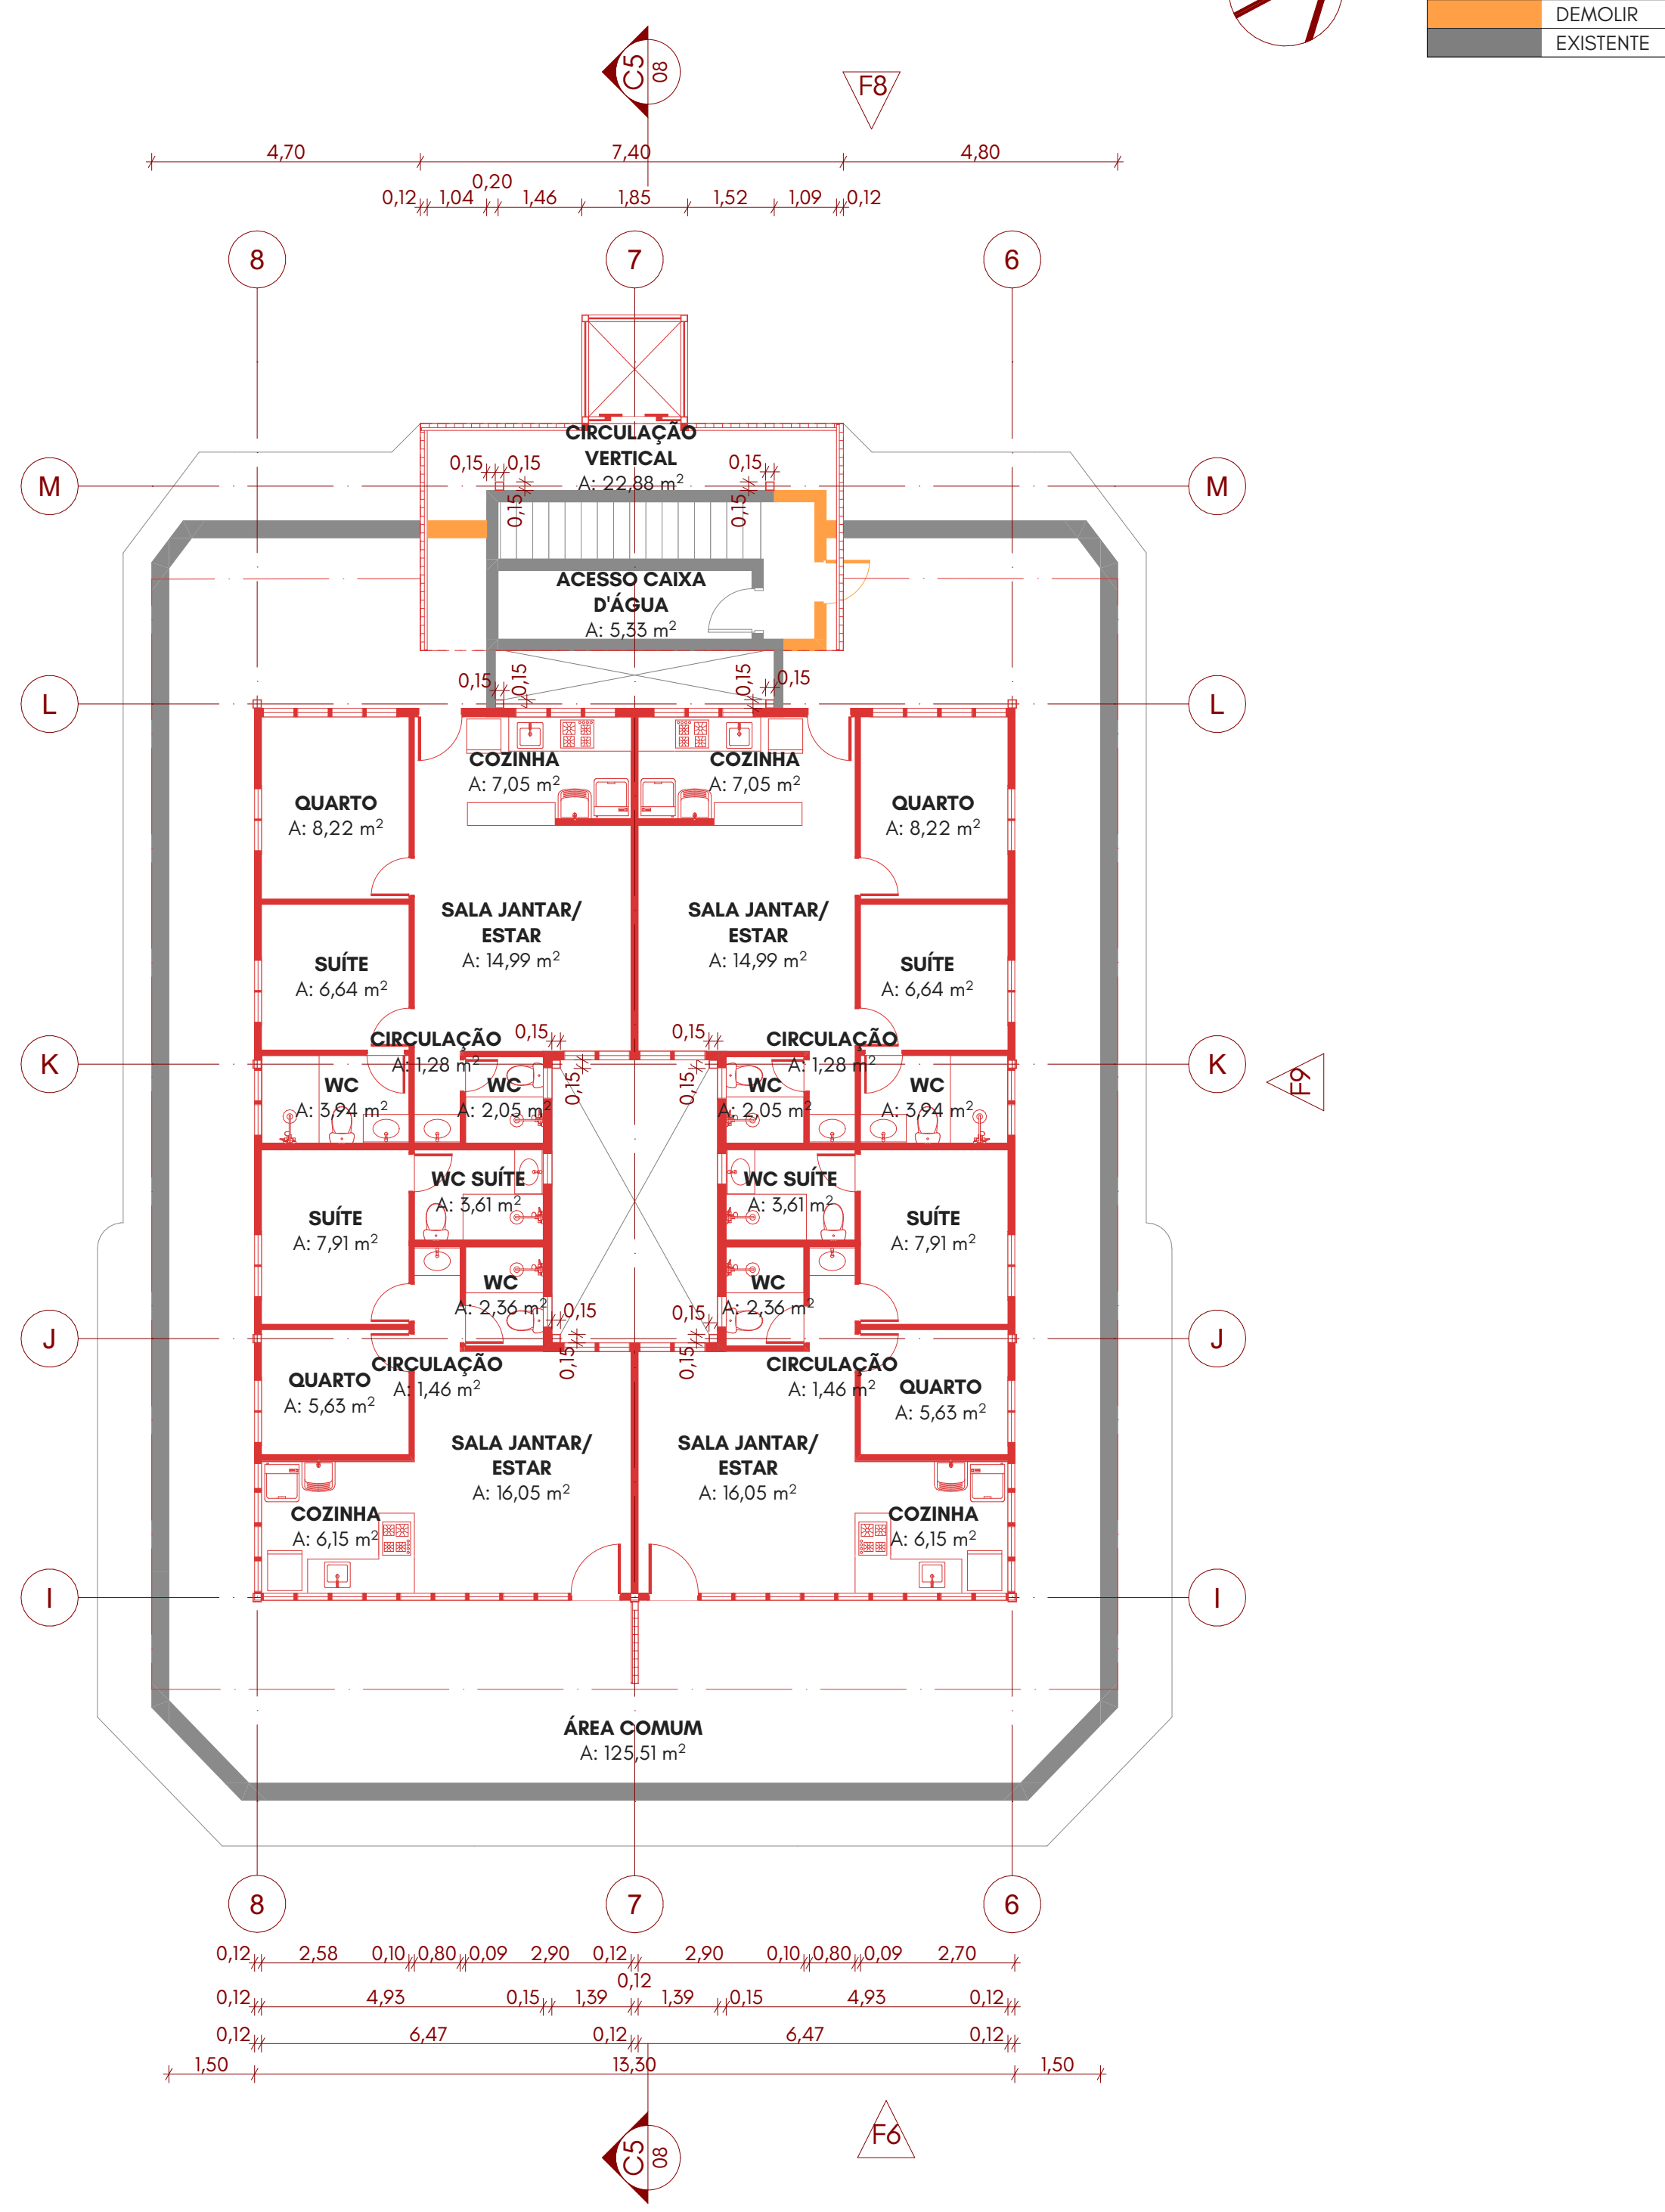 DEMOLIR
EXISTENTE
C5
08
F8
4,70 7,40 4,80
0,20
0,12 1,04 1,46 1,85 1,52 1,09 0,12
8 7 6
CIRCULAÇÃO
VERTICAL
A: 22,88 m²
0,15 0,15 0,15
0,15 0,15
M M
ACESSO CAIXA
D'ÁGUA
A: 5,33 m²
0,15 0,15 0,15 0,15
L L
COZINHA COZINHA
A: 7,05 m² A: 7,05 m²
QUARTO QUARTO
A: 8,22 m² A: 8,22 m²
SALA JANTAR/ SALA JANTAR/
ESTAR ESTAR
A: 14,99 m² A: 14,99 m²
SUÍTE SUÍTE
A: 6,64 m² A: 6,64 m²
0,15 0,15
CIRCULAÇÃO CIRCULAÇÃO
A: 1,28 m² A: 1,28 m²
K K
F9
0,15 0,15
WC WC WC WC
A: 3,94 m² A: 2,05 m² A: 2,05 m² A: 3,94 m²
WC SUÍTE WC SUÍTE
A: 3,61 m² A: 3,61 m²
SUÍTE SUÍTE
A: 7,91 m² A: 7,91 m²
WC WC
A: 2,36 m² A: 2,36 m²
0,15 0,15
J J
0,15 0,15
CIRCULAÇÃO CIRCULAÇÃO
A: 1,46 m² A: 1,46 m²
QUARTO QUARTO
A: 5,63 m² A: 5,63 m²
SALA JANTAR/ SALA JANTAR/
ESTAR ESTAR
A: 16,05 m² A: 16,05 m²
COZINHA COZINHA
A: 6,15 m² A: 6,15 m²
I I
ÁREA COMUM
A: 125,51 m²
8 7 6
0,12 2,58 0,10 0,80 0,09 2,90 0,12 2,90 0,10 0,80 0,09 2,70
0,12
0,12 4,93 0,15 1,39 1,39 0,15 4,93 0,12
0,12 6,47 0,12 6,47 0,12
1,50 13,30 1,50
C5
08
F6